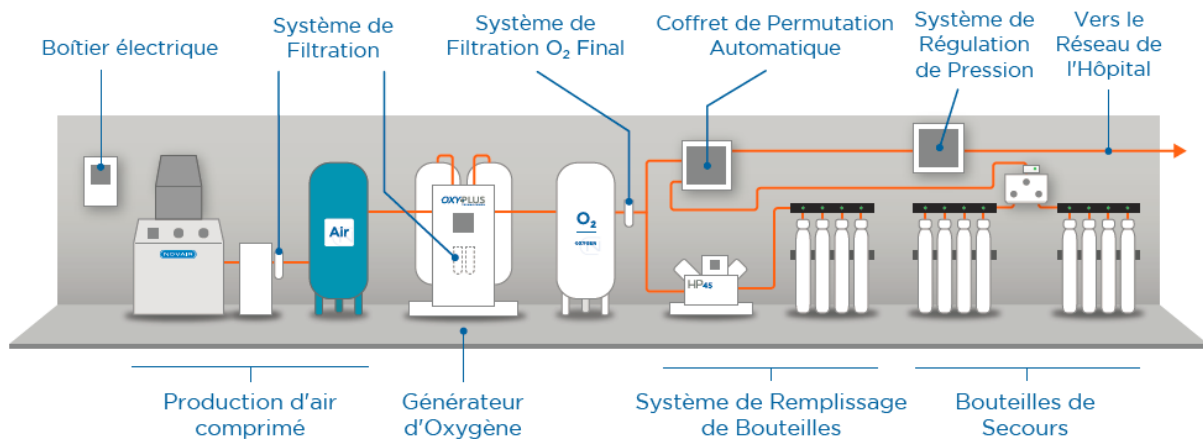 Boîtier électrique
Système de
Filtration
Système de
Filtration O₂ Final
Coffret de Permutation
Automatique
Système de
Régulation
de Pression
Vers le
Réseau de
l'Hôpital
NOVAIR
Air
OXYPLUS
O₂
OXYGEN
HP45
Production d'air
comprimé
Générateur
d'Oxygène
Système de Remplissage
de Bouteilles
Bouteilles de
Secours